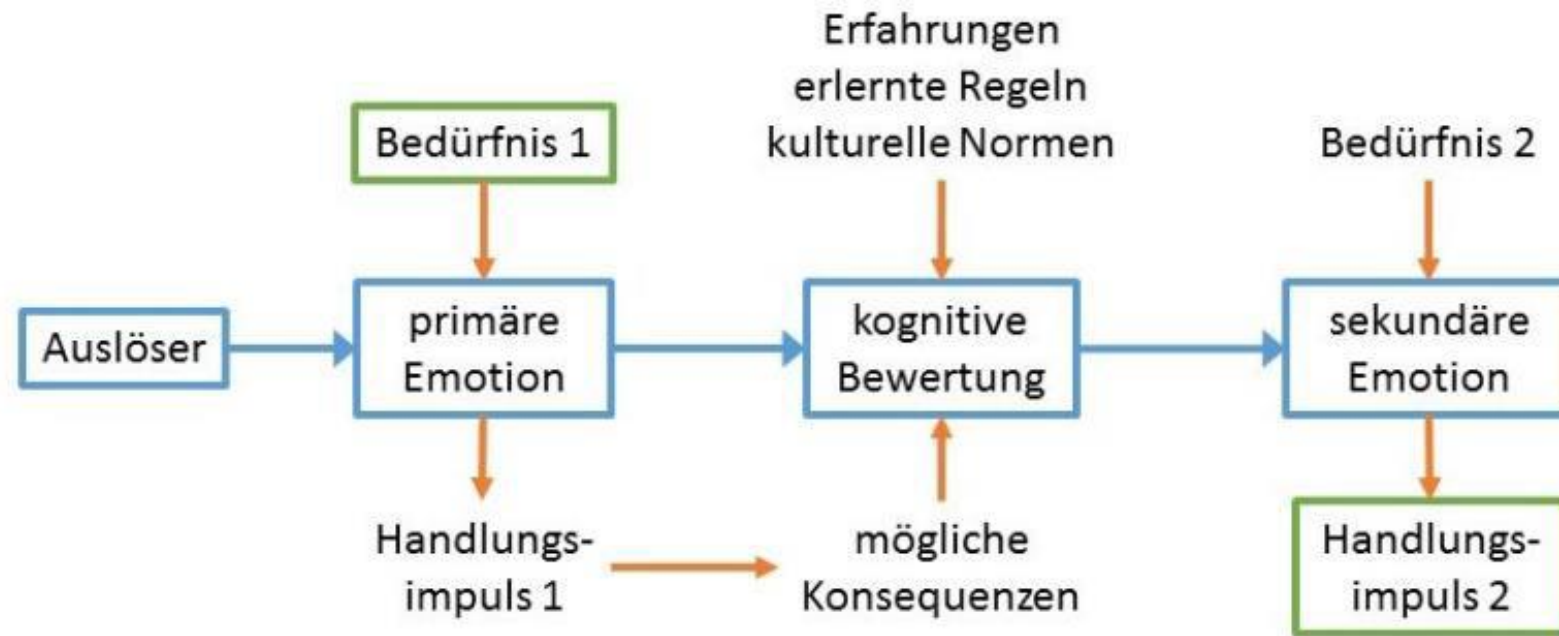 Erfahrungen
erlernte Regeln
kulturelle Normen
Bedürfnis 1
Bedürfnis 2
Auslöser
primäre
Emotion
kognitive
Bewertung
sekundäre
Emotion
Handlungs-
impuls 1
mögliche
Konsequenzen
Handlungs-
impuls 2